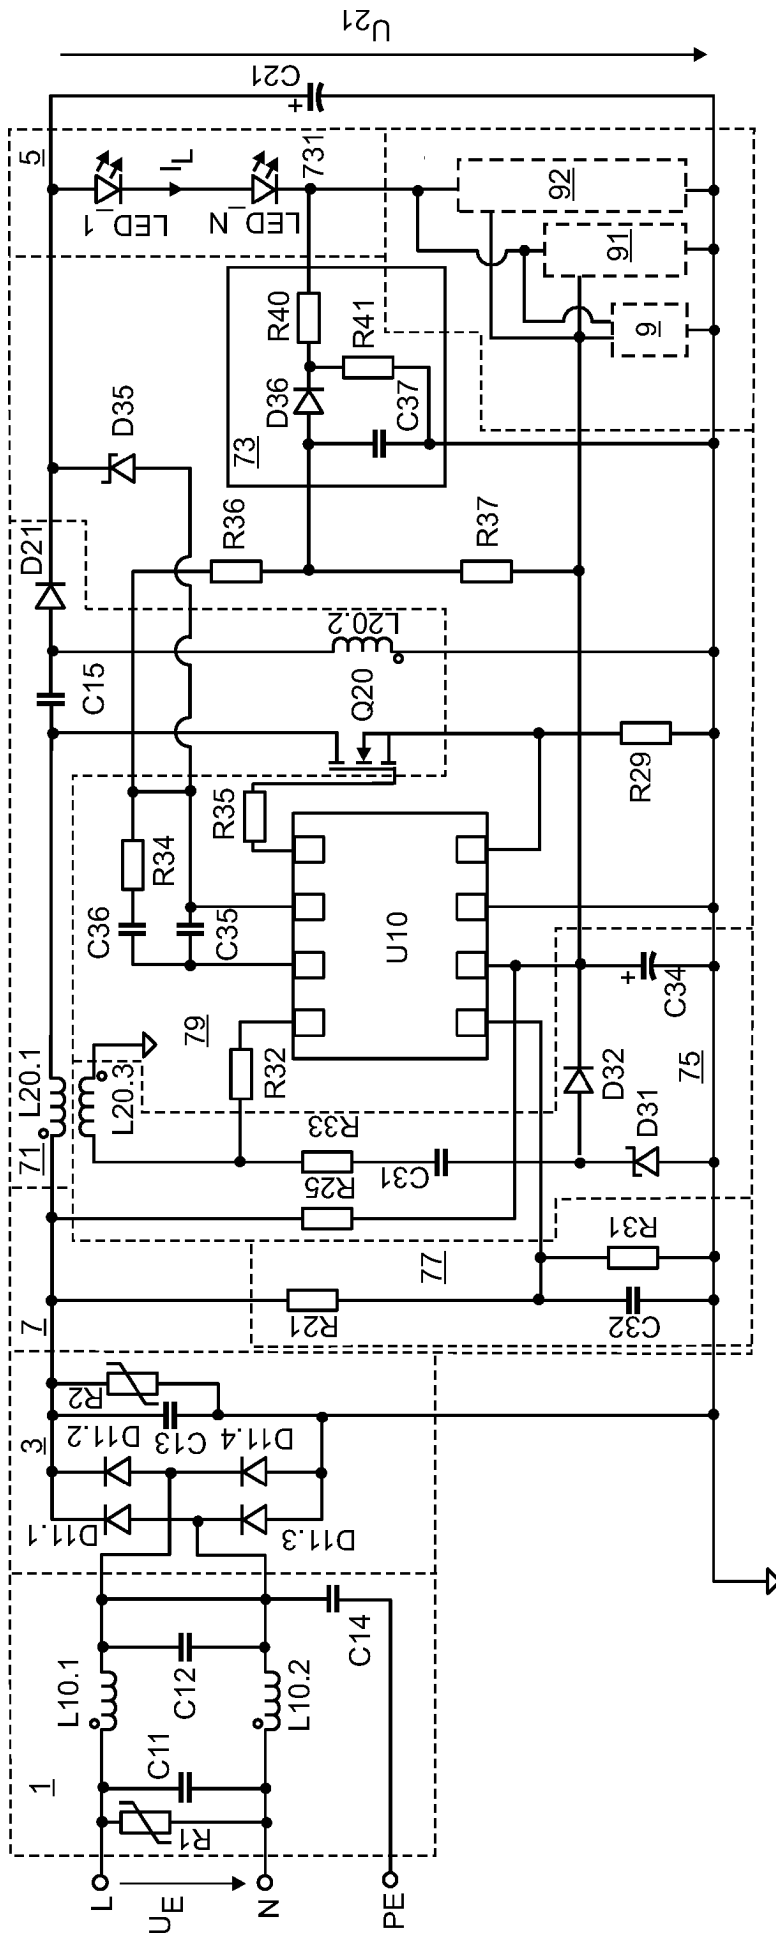 U21
C21
5
LED_1
IL
LED_N
731
92
91
9
R40
R41
D36
C37
73
D35
R36
R37
D21
L20.2
Q20
C15
R35
R29
R34
C36
C35
U10
79
R32
C34
75
D32
D31
L20.1
71
L20.3
R33
C31
R25
R31
77
7
R21
C32
R2
D11.2
C13
D11.4
3
D11.1
D11.3
C14
L10.1
C12
L10.2
1
C11
R1
L
UE
N
PE